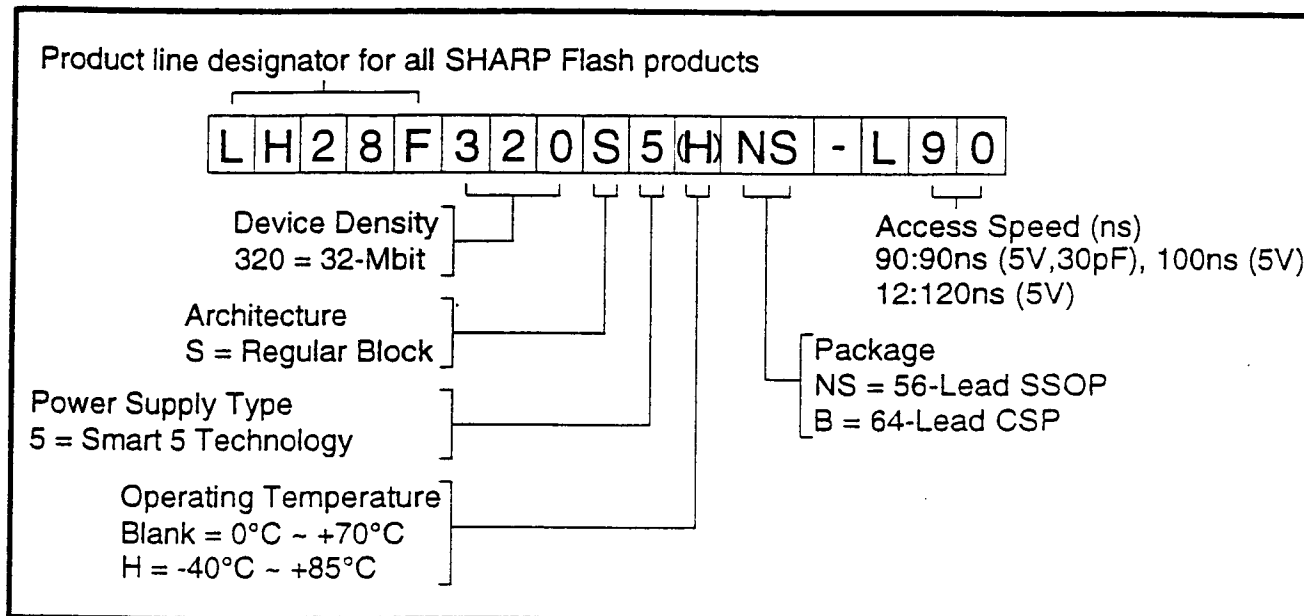 Product line designator for all SHARP Flash products
LH28F320S5(H)NS-L90
Device Density
320 = 32-Mbit
Architecture
S = Regular Block
Power Supply Type
5 = Smart 5 Technology
Operating Temperature
Blank = 0°C ~ +70°C
H = -40°C ~ +85°C
Access Speed (ns)
90:90ns (5V,30pF), 100ns (5V)
12:120ns (5V)
Package
NS = 56-Lead SSOP
B = 64-Lead CSP